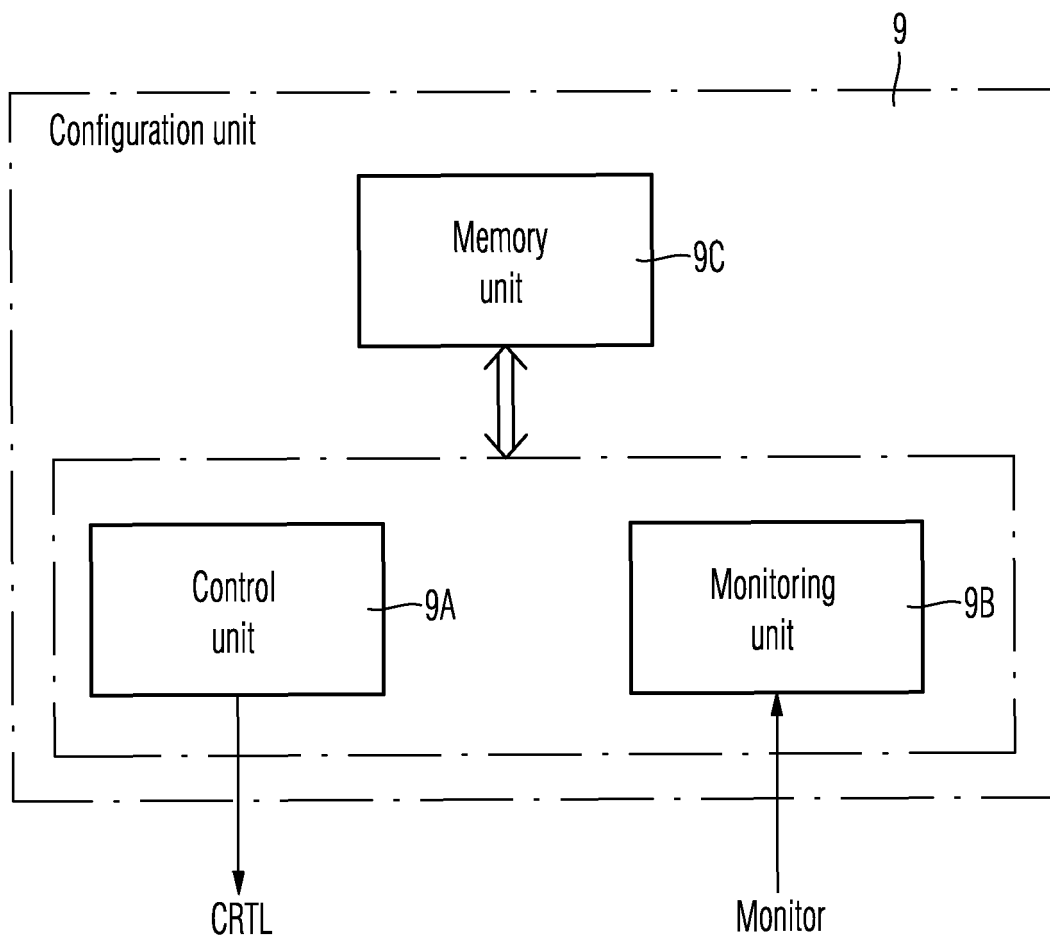 9
Configuration unit
Memory
unit
9C
Control
unit
9A
Monitoring
unit
9B
CRTL
Monitor